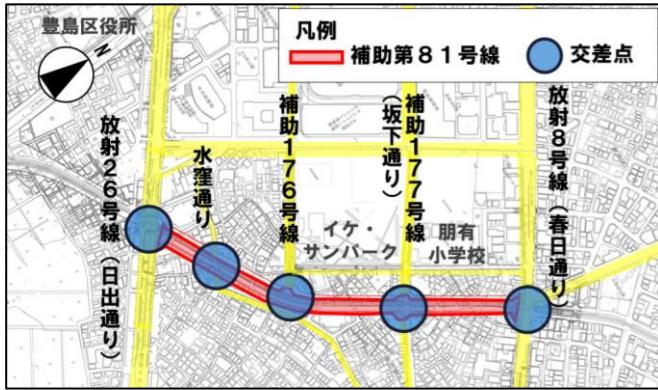 豊島区役所
N
凡例
補助第81号線
交差点
放射26号線（日出通り）
水窪通り
補助176号線
補助177号線
（坂下通り）
放射8号線（春日通り）
イケ・
サンパーク
朋有
小学校